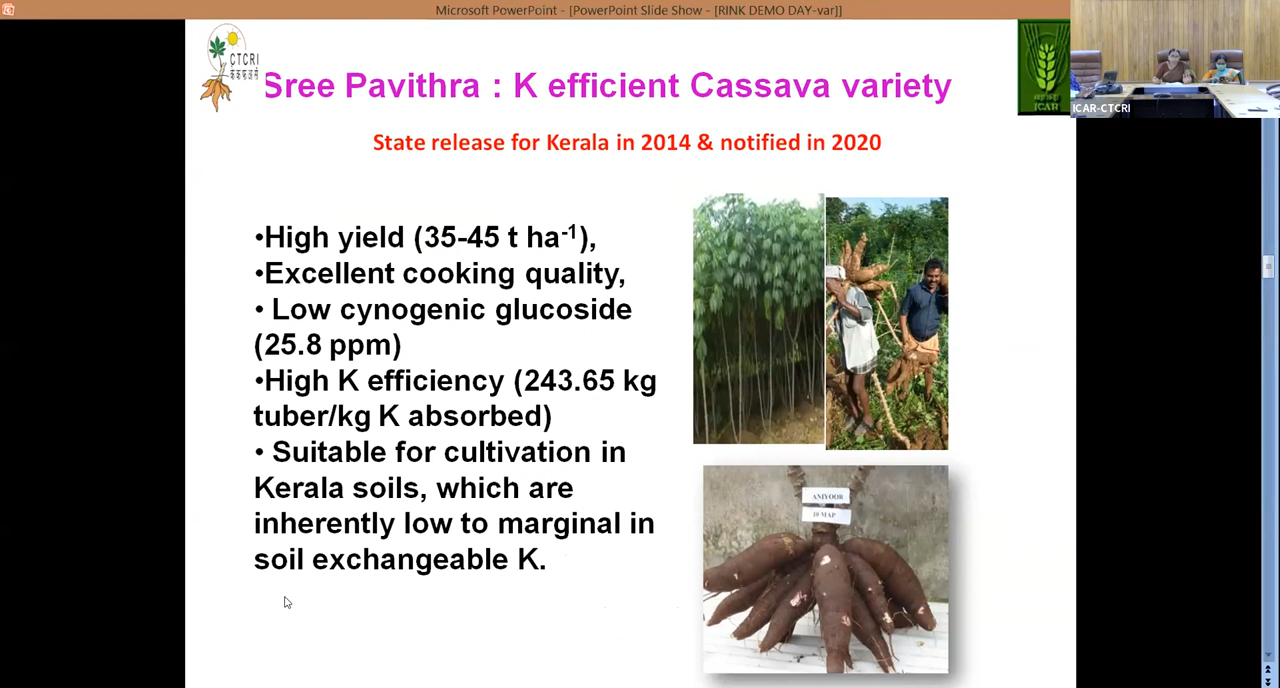 Microsoft PowerPoint - [PowerPoint Slide Show - [RINK DEMO DAY-var]]
CTCRI
Sree Pavithra : K efficient Cassava variety
ICAR
ICAR-CTCRI
State release for Kerala in 2014 & notified in 2020
•High yield (35-45 t ha-1),
•Excellent cooking quality,
• Low cynogenic glucoside
(25.8 ppm)
•High K efficiency (243.65 kg
tuber/kg K absorbed)
• Suitable for cultivation in
Kerala soils, which are
inherently low to marginal in
soil exchangeable K.
ANIYOOR
10 MAP